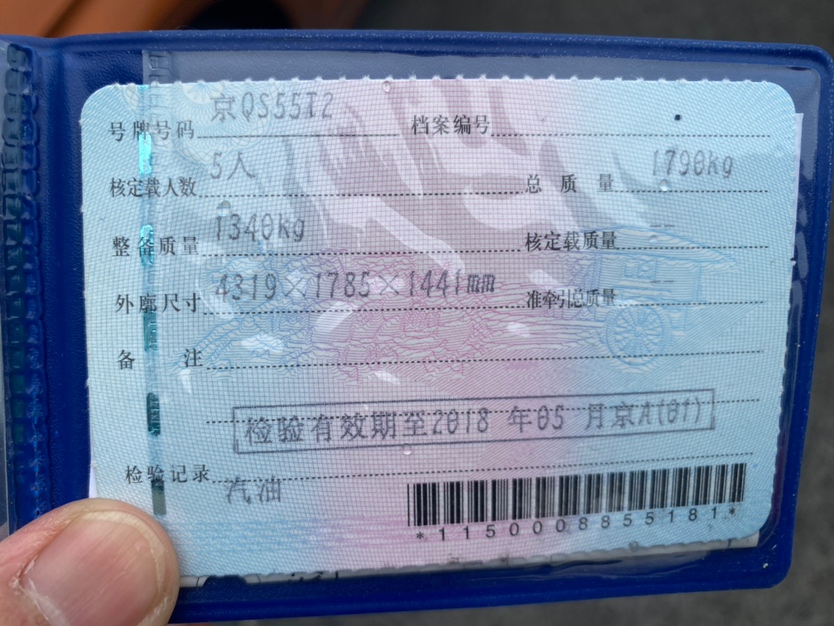 号牌号码 京QS55T2 档案编号
核定载人数 5人 总质量 1790kg
整备质量 1340kg 核定载质量 --
外廓尺寸 4319×1785×1441mm 准牵引总质量 --
备注
检验有效期至2018年05月京A(01)
检验记录 汽油
*1150008855181*